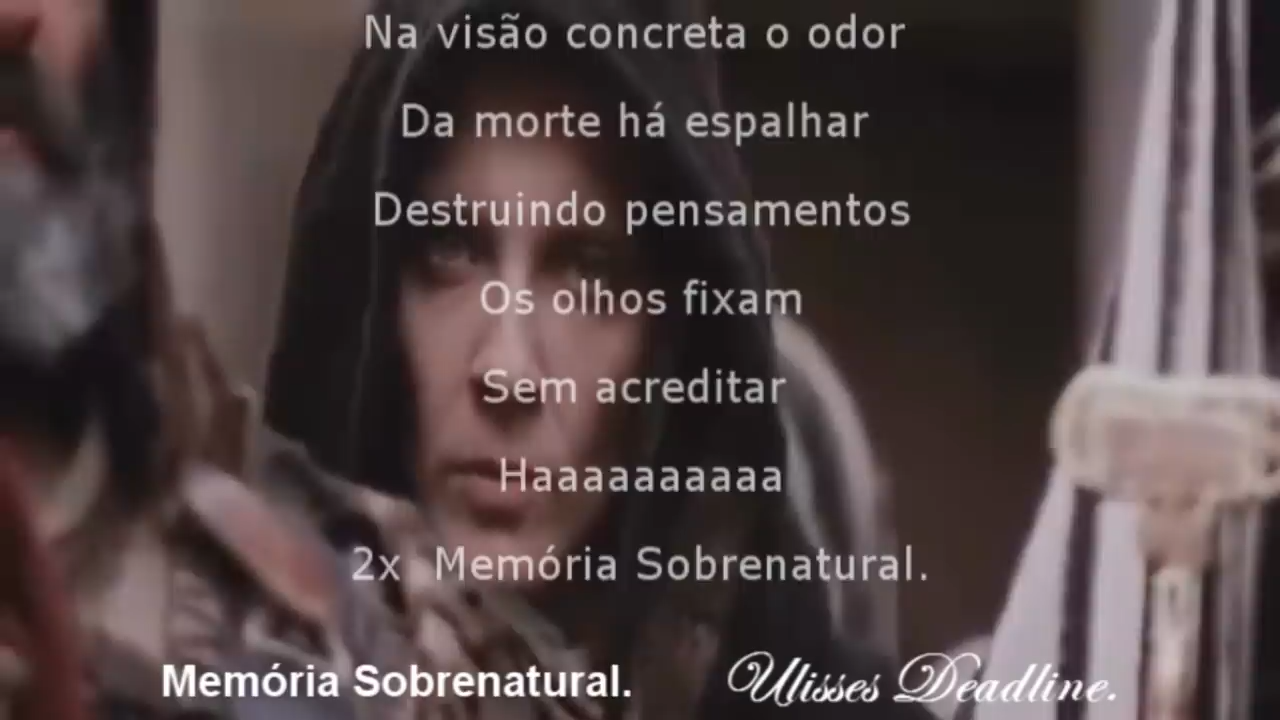 Na visão concreta o odor
Da morte há espalhar
Destruindo pensamentos
Os olhos fixam
Sem acreditar
Haaaaaaaaaa
2x Memória Sobrenatural.
Memória Sobrenatural. Ulisses Deadline.